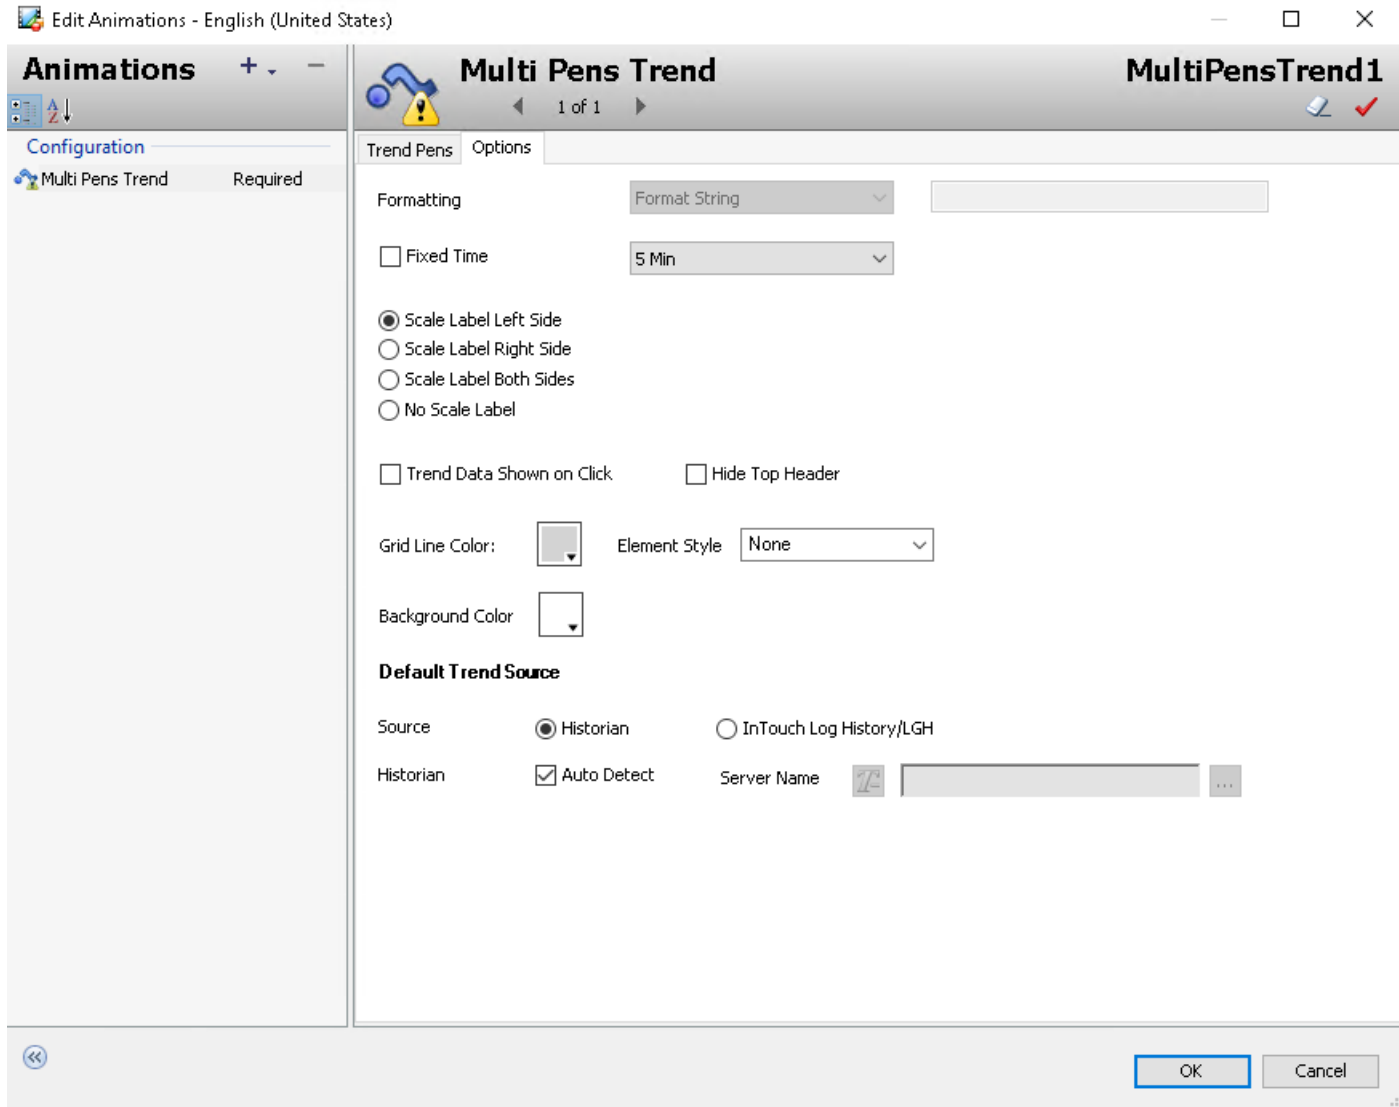 Edit Animations - English (United States)
Animations
Multi Pens Trend
MultiPensTrend1
1 of 1
Configuration
Multi Pens Trend Required
Trend Pens Options
Formatting Format String
Fixed Time 5 Min
Scale Label Left Side
Scale Label Right Side
Scale Label Both Sides
No Scale Label
Trend Data Shown on Click Hide Top Header
Grid Line Color: Element Style None
Background Color
Default Trend Source
Source Historian InTouch Log History/LGH
Historian Auto Detect Server Name ...
OK Cancel